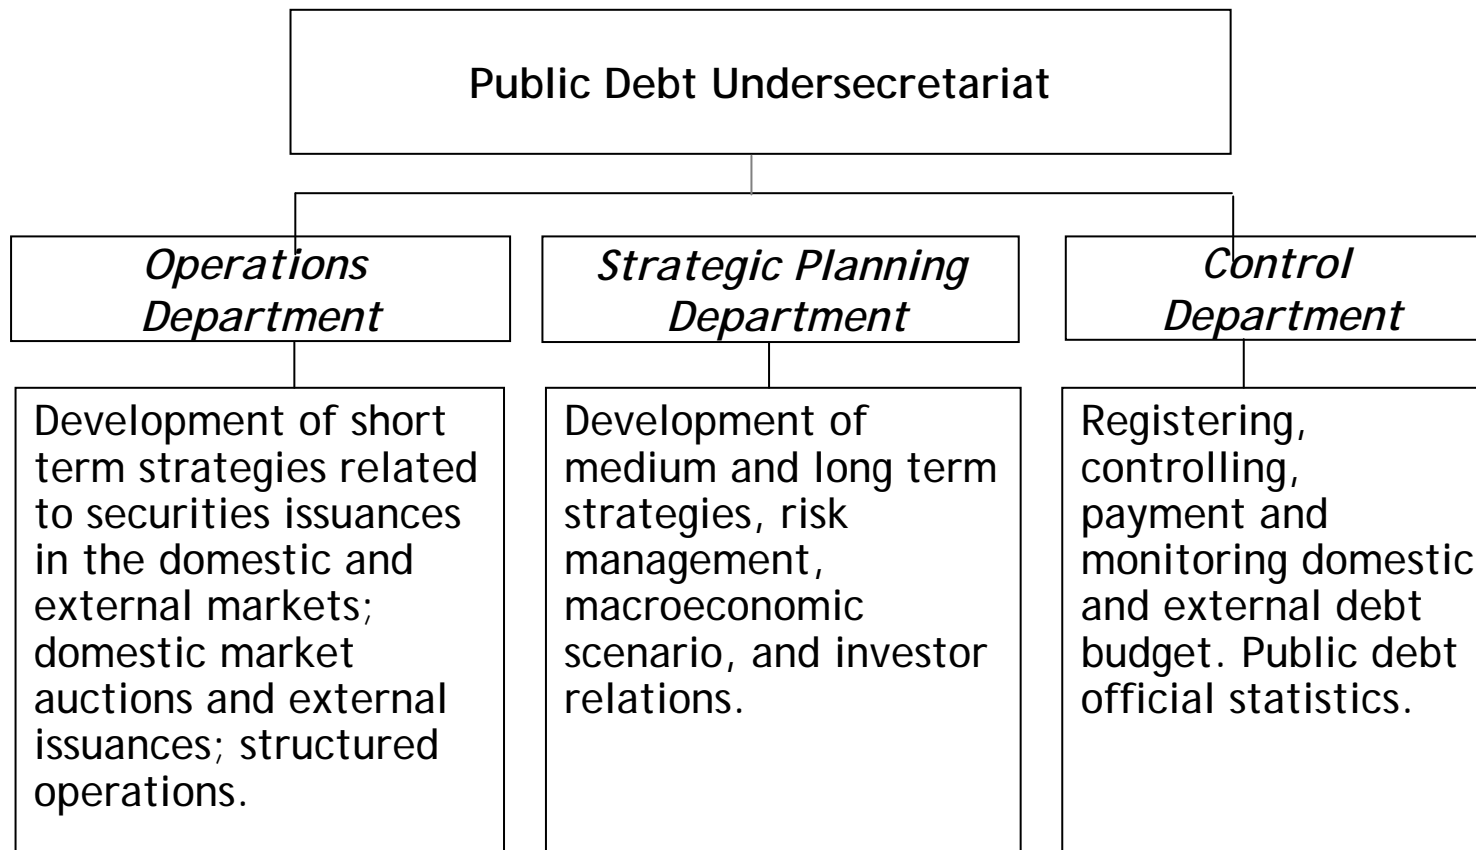 Public Debt Undersecretariat
Operations
Department
Strategic Planning
Department
Control
Department
Development of short
term strategies related
to securities issuances
in the domestic and
external markets;
domestic market
auctions and external
issuances; structured
operations.
Development of
medium and long term
strategies, risk
management,
macroeconomic
scenario, and investor
relations.
Registering,
controlling,
payment and
monitoring domestic
and external debt
budget. Public debt
official statistics.